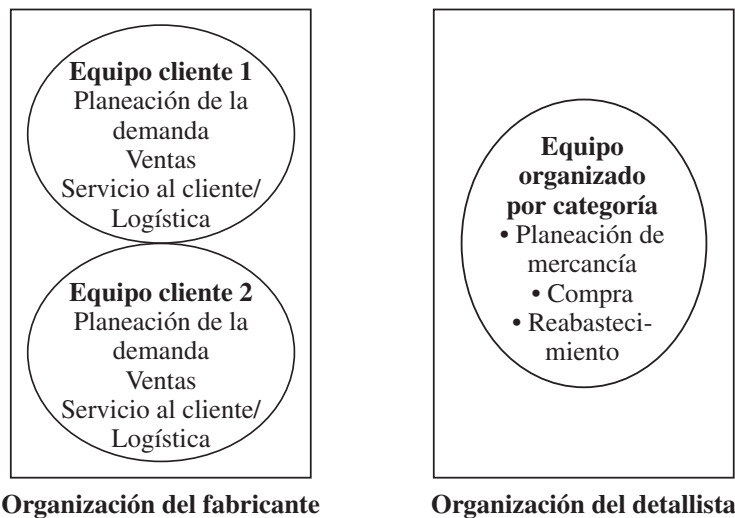 Equipo cliente 1
Planeación de la
demanda
Ventas
Servicio al cliente/
Logística
Equipo cliente 2
Planeación de la
demanda
Ventas
Servicio al cliente/
Logística
Organización del fabricante
Equipo
organizado
por categoría
• Planeación de
mercancía
• Compra
• Reabasteci-
miento
Organización del detallista